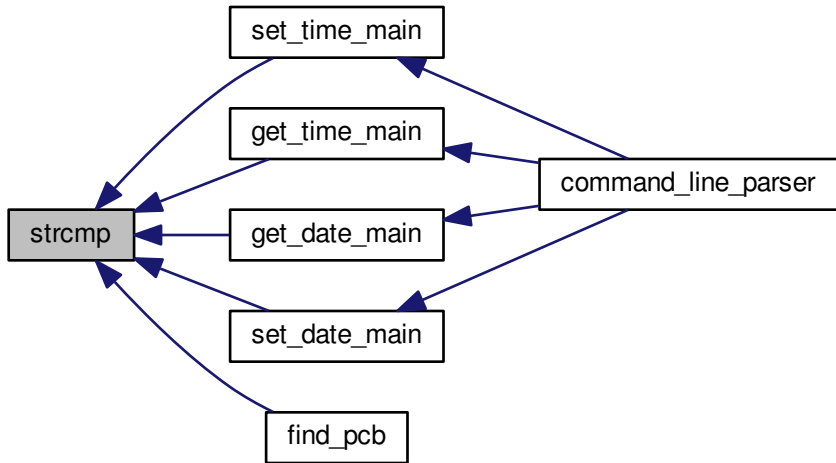 set_time_main
get_time_main
command_line_parser
strcmp
get_date_main
set_date_main
find_pcb